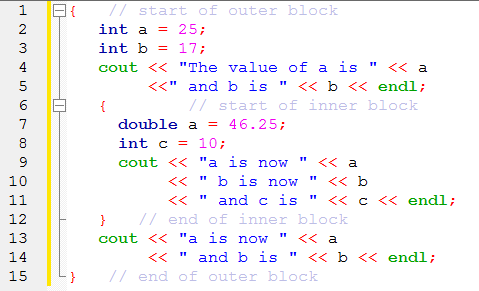 1 { // start of outer block
2 int a = 25;
3 int b = 17;
4 cout << "The value of a is " << a
5 <<" and b is " << b << endl;
6 { // start of inner block
7 double a = 46.25;
8 int c = 10;
9 cout << "a is now " << a
10 << " b is now " << b
11 << " and c is " << c << endl;
12 } // end of inner block
13 cout << "a is now " << a
14 << " and b is " << b << endl;
15 } // end of outer block